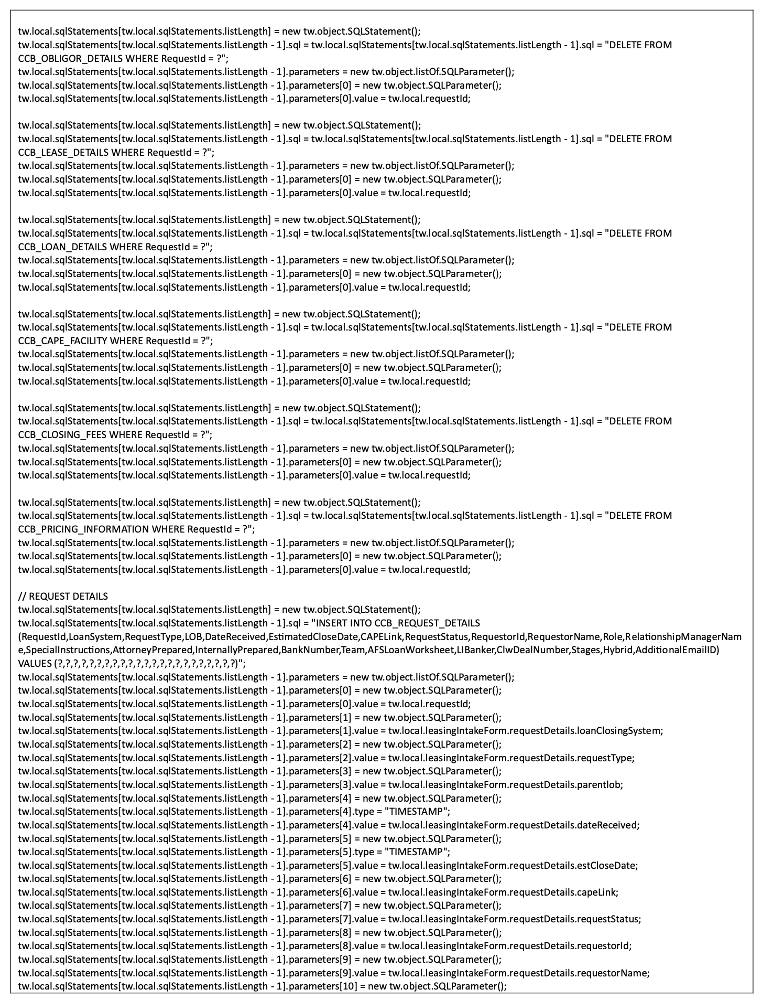 tw.local.sqlStatements[tw.local.sqlStatements.listLength] = new tw.object.SQLStatement();
tw.local.sqlStatements[tw.local.sqlStatements.listLength - 1].sql = tw.local.sqlStatements[tw.local.sqlStatements.listLength - 1].sql = "DELETE FROM
CCB_OBLIGOR_DETAILS WHERE RequestId = ?";
tw.local.sqlStatements[tw.local.sqlStatements.listLength - 1].parameters = new tw.object.listOf.SQLParameter();
tw.local.sqlStatements[tw.local.sqlStatements.listLength - 1].parameters[0] = new tw.object.SQLParameter();
tw.local.sqlStatements[tw.local.sqlStatements.listLength - 1].parameters[0].value = tw.local.requestId;

tw.local.sqlStatements[tw.local.sqlStatements.listLength] = new tw.object.SQLStatement();
tw.local.sqlStatements[tw.local.sqlStatements.listLength - 1].sql = tw.local.sqlStatements[tw.local.sqlStatements.listLength - 1].sql = "DELETE FROM
CCB_LEASE_DETAILS WHERE RequestId = ?";
tw.local.sqlStatements[tw.local.sqlStatements.listLength - 1].parameters = new tw.object.listOf.SQLParameter();
tw.local.sqlStatements[tw.local.sqlStatements.listLength - 1].parameters[0] = new tw.object.SQLParameter();
tw.local.sqlStatements[tw.local.sqlStatements.listLength - 1].parameters[0].value = tw.local.requestId;

tw.local.sqlStatements[tw.local.sqlStatements.listLength] = new tw.object.SQLStatement();
tw.local.sqlStatements[tw.local.sqlStatements.listLength - 1].sql = tw.local.sqlStatements[tw.local.sqlStatements.listLength - 1].sql = "DELETE FROM
CCB_LOAN_DETAILS WHERE RequestId = ?";
tw.local.sqlStatements[tw.local.sqlStatements.listLength - 1].parameters = new tw.object.listOf.SQLParameter();
tw.local.sqlStatements[tw.local.sqlStatements.listLength - 1].parameters[0] = new tw.object.SQLParameter();
tw.local.sqlStatements[tw.local.sqlStatements.listLength - 1].parameters[0].value = tw.local.requestId;

tw.local.sqlStatements[tw.local.sqlStatements.listLength] = new tw.object.SQLStatement();
tw.local.sqlStatements[tw.local.sqlStatements.listLength - 1].sql = tw.local.sqlStatements[tw.local.sqlStatements.listLength - 1].sql = "DELETE FROM
CCB_CAPE_FACILITY WHERE RequestId = ?";
tw.local.sqlStatements[tw.local.sqlStatements.listLength - 1].parameters = new tw.object.listOf.SQLParameter();
tw.local.sqlStatements[tw.local.sqlStatements.listLength - 1].parameters[0] = new tw.object.SQLParameter();
tw.local.sqlStatements[tw.local.sqlStatements.listLength - 1].parameters[0].value = tw.local.requestId;

tw.local.sqlStatements[tw.local.sqlStatements.listLength] = new tw.object.SQLStatement();
tw.local.sqlStatements[tw.local.sqlStatements.listLength - 1].sql = tw.local.sqlStatements[tw.local.sqlStatements.listLength - 1].sql = "DELETE FROM
CCB_CLOSING_FEES WHERE RequestId = ?";
tw.local.sqlStatements[tw.local.sqlStatements.listLength - 1].parameters = new tw.object.listOf.SQLParameter();
tw.local.sqlStatements[tw.local.sqlStatements.listLength - 1].parameters[0] = new tw.object.SQLParameter();
tw.local.sqlStatements[tw.local.sqlStatements.listLength - 1].parameters[0].value = tw.local.requestId;

tw.local.sqlStatements[tw.local.sqlStatements.listLength] = new tw.object.SQLStatement();
tw.local.sqlStatements[tw.local.sqlStatements.listLength - 1].sql = tw.local.sqlStatements[tw.local.sqlStatements.listLength - 1].sql = "DELETE FROM
CCB_PRICING_INFORMATION WHERE RequestId = ?";
tw.local.sqlStatements[tw.local.sqlStatements.listLength - 1].parameters = new tw.object.listOf.SQLParameter();
tw.local.sqlStatements[tw.local.sqlStatements.listLength - 1].parameters[0] = new tw.object.SQLParameter();
tw.local.sqlStatements[tw.local.sqlStatements.listLength - 1].parameters[0].value = tw.local.requestId;

// REQUEST DETAILS
tw.local.sqlStatements[tw.local.sqlStatements.listLength] = new tw.object.SQLStatement();
tw.local.sqlStatements[tw.local.sqlStatements.listLength - 1].sql = "INSERT INTO CCB_REQUEST_DETAILS
(RequestId,LoanSystem,RequestType,LOB,DateReceived,EstimatedCloseDate,CAPELink,RequestStatus,RequestorId,RequestorName,Role,RelationshipManagerNam
e,SpecialInstructions,AttorneyPrepared,InternallyPrepared,BankNumber,Team,AFSLoanWorksheet,LIBanker,ClwDealNumber,Stages,Hybrid,AdditionalEmailID)
VALUES (?,?,?,?,?,?,?,?,?,?,?,?,?,?,?,?,?,?,?,?,?,?,?)";
tw.local.sqlStatements[tw.local.sqlStatements.listLength - 1].parameters = new tw.object.listOf.SQLParameter();
tw.local.sqlStatements[tw.local.sqlStatements.listLength - 1].parameters[0] = new tw.object.SQLParameter();
tw.local.sqlStatements[tw.local.sqlStatements.listLength - 1].parameters[0].value = tw.local.requestId;
tw.local.sqlStatements[tw.local.sqlStatements.listLength - 1].parameters[1] = new tw.object.SQLParameter();
tw.local.sqlStatements[tw.local.sqlStatements.listLength - 1].parameters[1].value = tw.local.leasingIntakeForm.requestDetails.loanClosingSystem;
tw.local.sqlStatements[tw.local.sqlStatements.listLength - 1].parameters[2] = new tw.object.SQLParameter();
tw.local.sqlStatements[tw.local.sqlStatements.listLength - 1].parameters[2].value = tw.local.leasingIntakeForm.requestDetails.requestType;
tw.local.sqlStatements[tw.local.sqlStatements.listLength - 1].parameters[3] = new tw.object.SQLParameter();
tw.local.sqlStatements[tw.local.sqlStatements.listLength - 1].parameters[3].value = tw.local.leasingIntakeForm.requestDetails.parentlob;
tw.local.sqlStatements[tw.local.sqlStatements.listLength - 1].parameters[4] = new tw.object.SQLParameter();
tw.local.sqlStatements[tw.local.sqlStatements.listLength - 1].parameters[4].type = "TIMESTAMP";
tw.local.sqlStatements[tw.local.sqlStatements.listLength - 1].parameters[4].value = tw.local.leasingIntakeForm.requestDetails.dateReceived;
tw.local.sqlStatements[tw.local.sqlStatements.listLength - 1].parameters[5] = new tw.object.SQLParameter();
tw.local.sqlStatements[tw.local.sqlStatements.listLength - 1].parameters[5].type = "TIMESTAMP";
tw.local.sqlStatements[tw.local.sqlStatements.listLength - 1].parameters[5].value = tw.local.leasingIntakeForm.requestDetails.estCloseDate;
tw.local.sqlStatements[tw.local.sqlStatements.listLength - 1].parameters[6] = new tw.object.SQLParameter();
tw.local.sqlStatements[tw.local.sqlStatements.listLength - 1].parameters[6].value = tw.local.leasingIntakeForm.requestDetails.capeLink;
tw.local.sqlStatements[tw.local.sqlStatements.listLength - 1].parameters[7] = new tw.object.SQLParameter();
tw.local.sqlStatements[tw.local.sqlStatements.listLength - 1].parameters[7].value = tw.local.leasingIntakeForm.requestDetails.requestStatus;
tw.local.sqlStatements[tw.local.sqlStatements.listLength - 1].parameters[8] = new tw.object.SQLParameter();
tw.local.sqlStatements[tw.local.sqlStatements.listLength - 1].parameters[8].value = tw.local.leasingIntakeForm.requestDetails.requestorId;
tw.local.sqlStatements[tw.local.sqlStatements.listLength - 1].parameters[9] = new tw.object.SQLParameter();
tw.local.sqlStatements[tw.local.sqlStatements.listLength - 1].parameters[9].value = tw.local.leasingIntakeForm.requestDetails.requestorName;
tw.local.sqlStatements[tw.local.sqlStatements.listLength - 1].parameters[10] = new tw.object.SQLParameter();